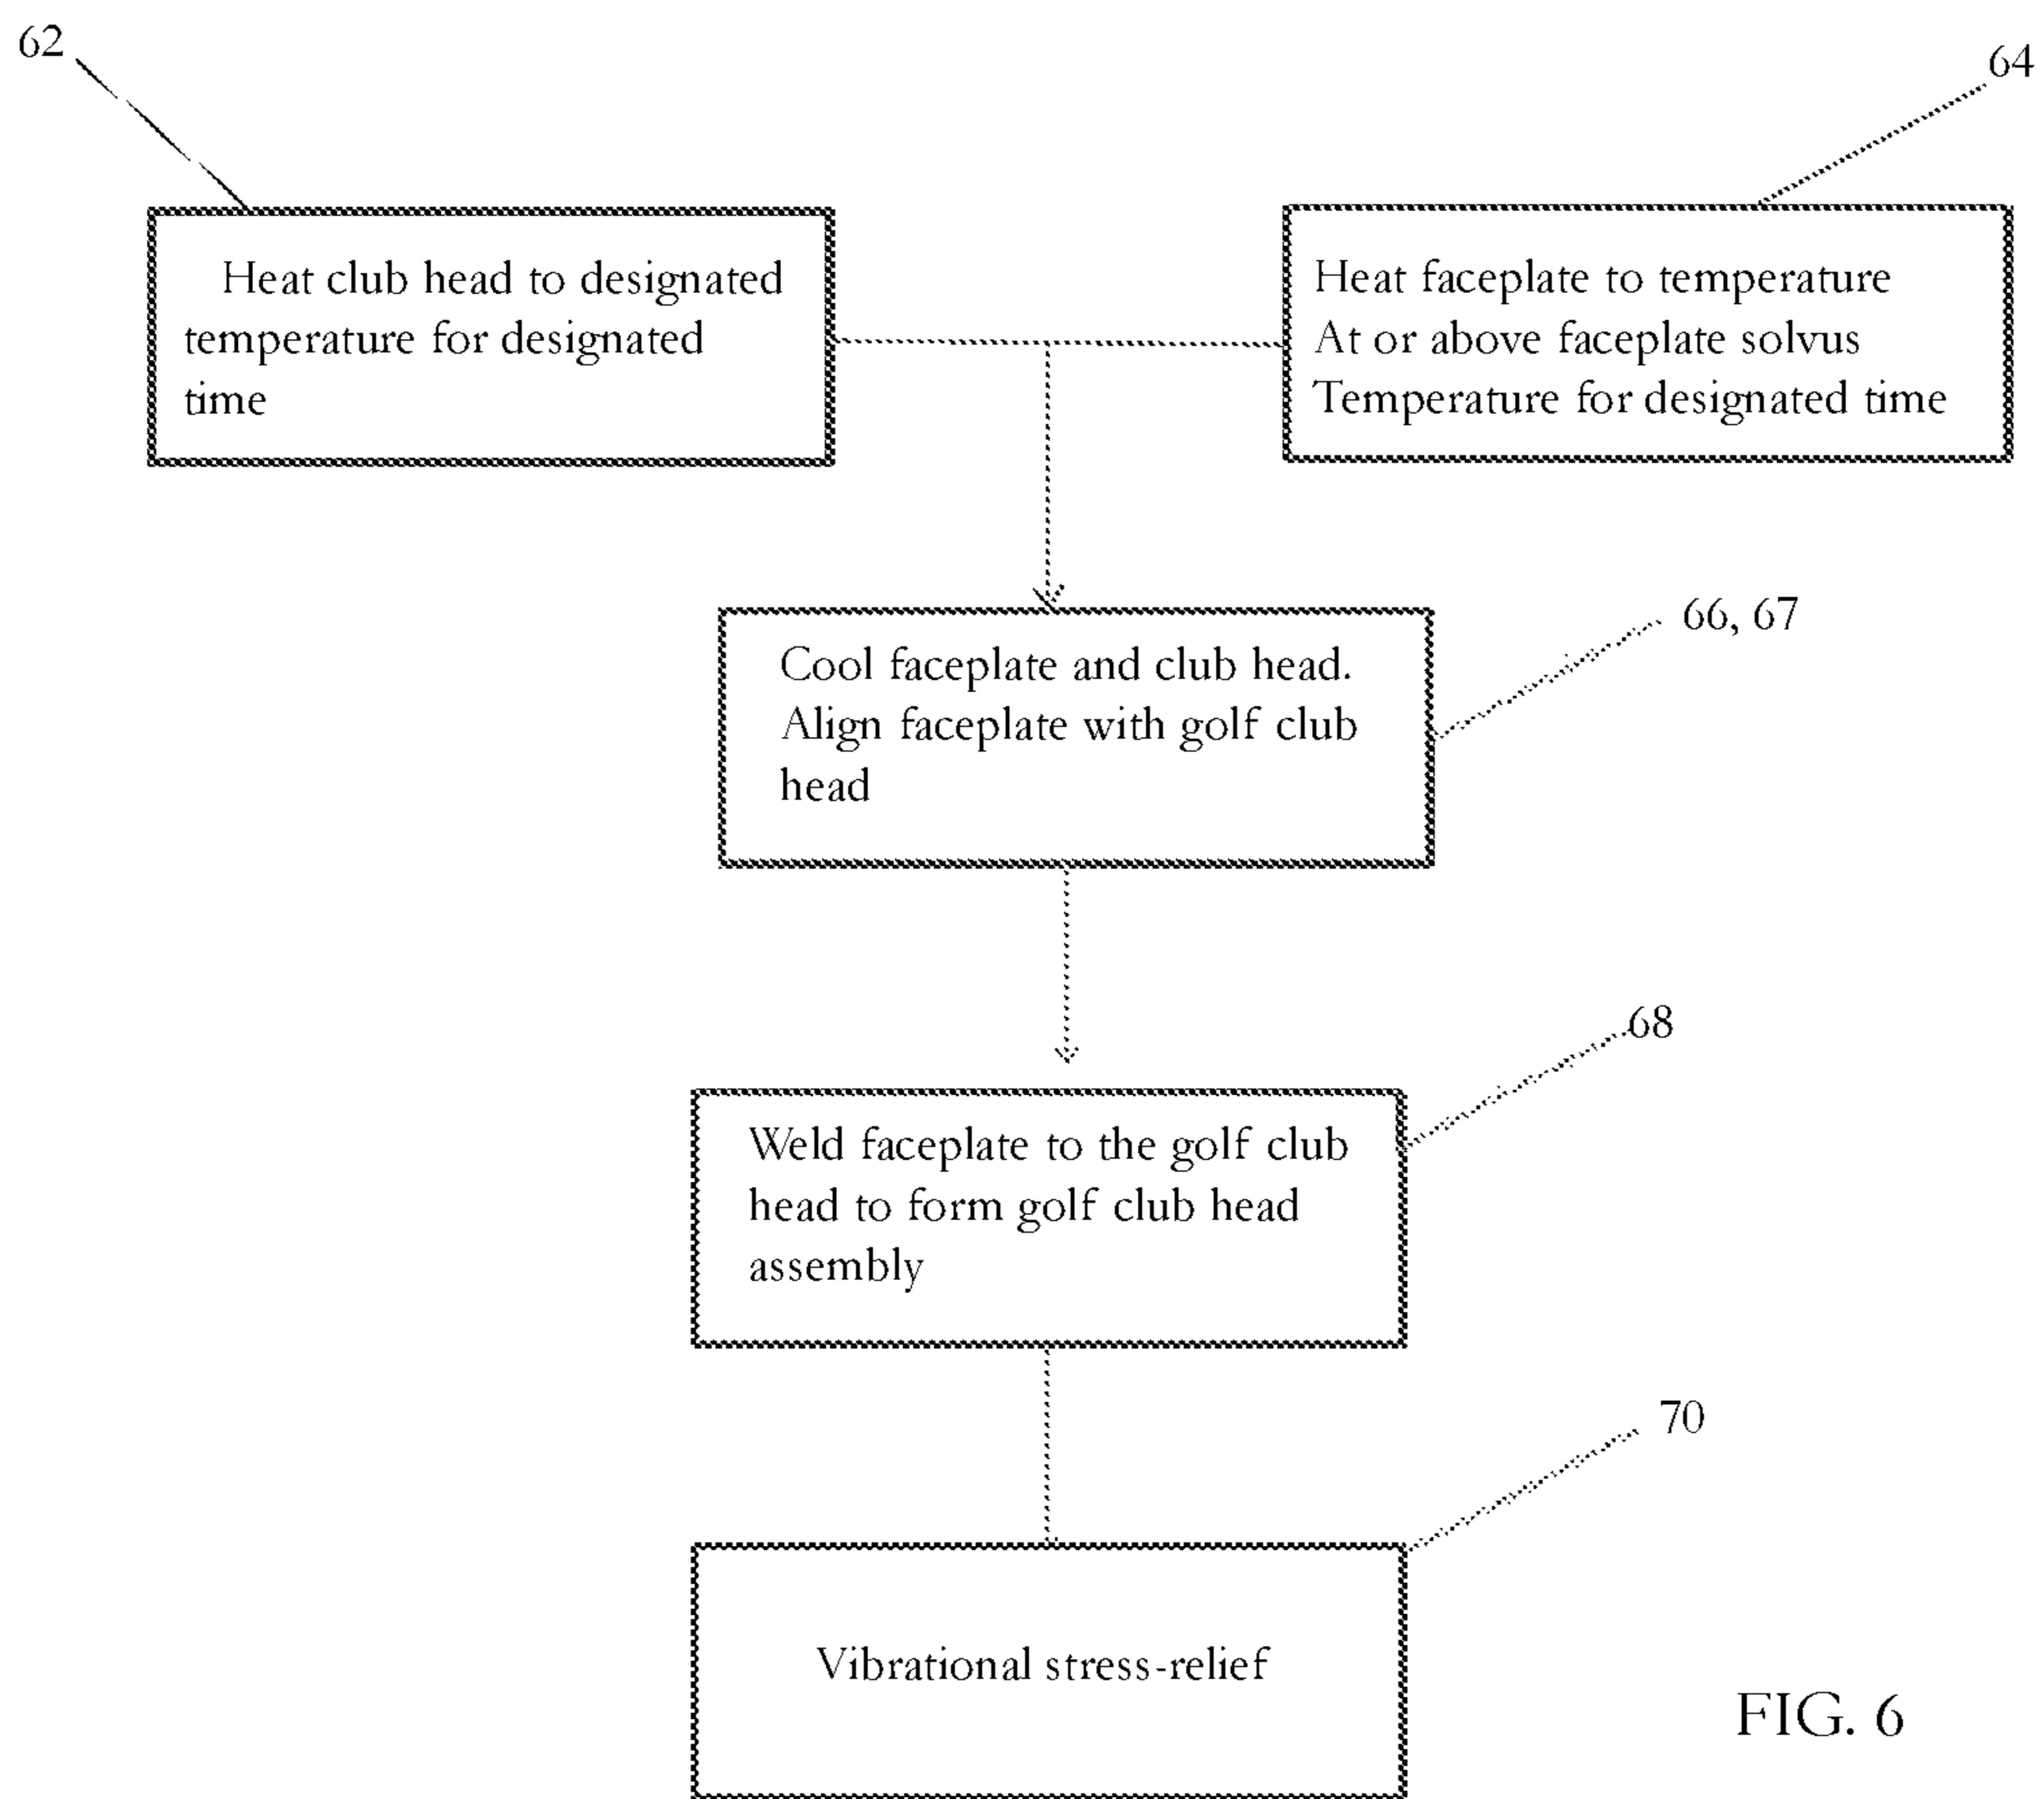 62
64
Heat club head to designated
temperature for designated
time
Heat faceplate to temperature
At or above faceplate solvus
Temperature for designated time
66, 67
Cool faceplate and club head.
Align faceplate with golf club
head
68
Weld faceplate to the golf club
head to form golf club head
assembly
70
Vibrational stress-relief
FIG. 6